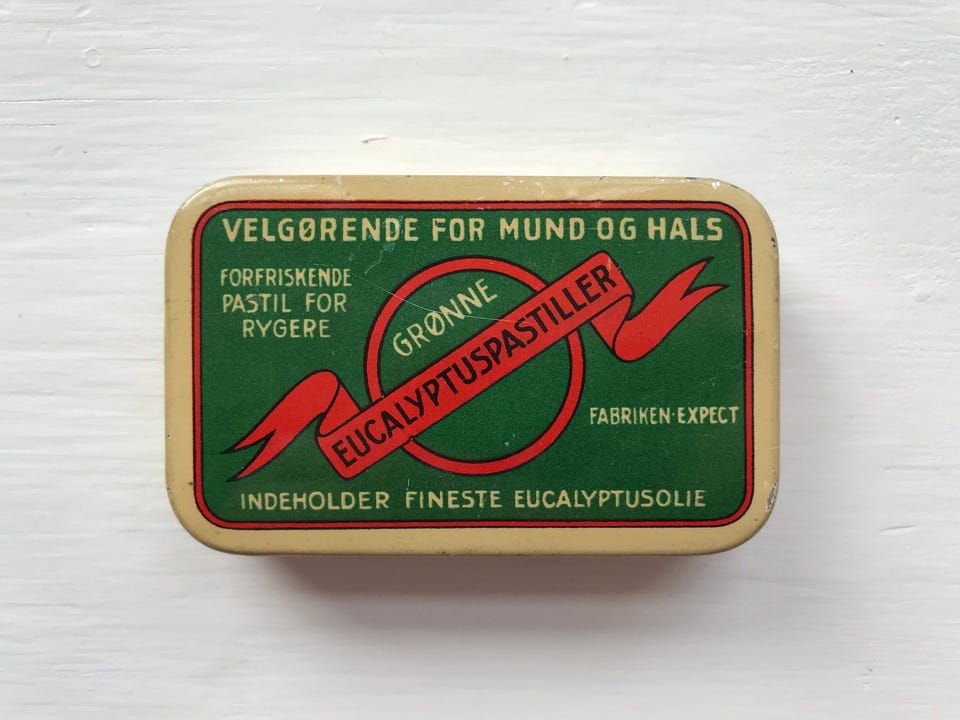 VELGØRENDE FOR MUND OG HALS
FORFRISKENDE
PASTIL FOR
RYGERE
GRØNNE
EUCALYPTUSPASTILLER
FABRIKEN·EXPECT
INDEHOLDER FINESTE EUCALYPTUSOLIE